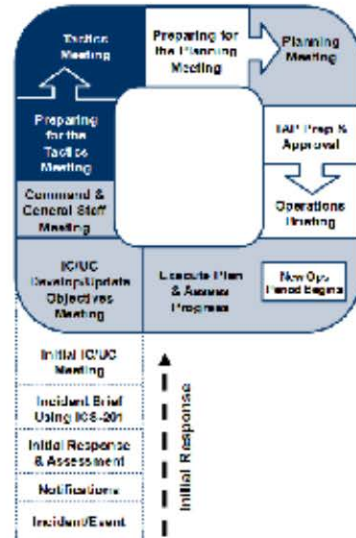 Tactics
Meeting
Preparing for
the Planning
Meeting
Planning
Meeting
Preparing
for the
Tactics
Meeting
IAP Prep &
Approval
Command &
General Staff
Meeting
Operations
Briefing
IC/UC
Develop/Update
Objectives
Meeting
Execute Plan
& Assess
Progress
New Ops
Period Begins
Initial IC/UC
Meeting
Incident Brief
Using ICS-201
Initial Response
& Assessment
Notifications
Incident/Event
Initial Response